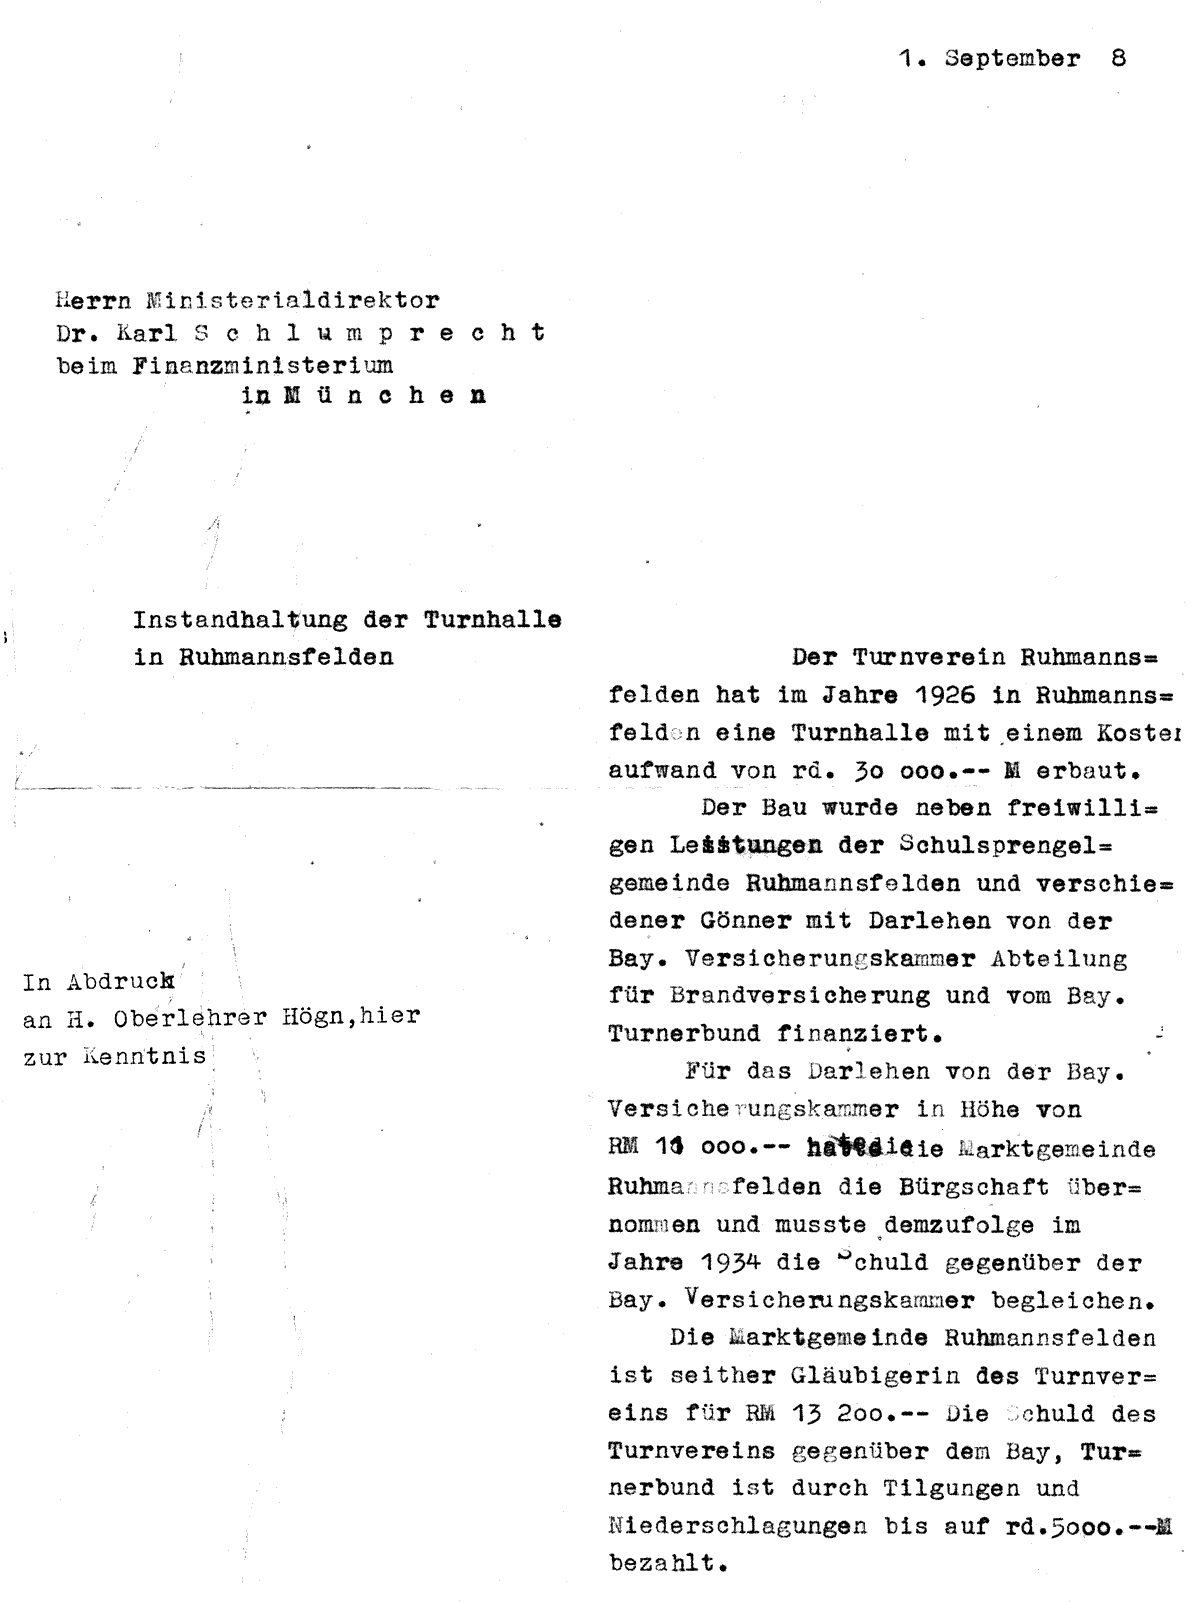 1. September 8
Herrn Ministerialdirektor
Dr. Karl S c h l u m p r e c h t
beim Finanzministerium
in M ü n c h e n
Instandhaltung der Turnhalle
in Ruhmannsfelden
In Abdruck
an H. Oberlehrer Högn,hier
zur Kenntnis
Der Turnverein Ruhmanns=
felden hat im Jahre 1926 in Ruhmanns=
felden eine Turnhalle mit einem Kosten
aufwand von rd. 30 000.-- M erbaut.
Der Bau wurde neben freiwilli=
gen Leistungen der Schulsprengel=
gemeinde Ruhmannsfelden und verschie=
dener Gönner mit Darlehen von der
Bay. Versicherungskammer Abteilung
für Brandversicherung und vom Bay.
Turnerbund finanziert.
Für das Darlehen von der Bay.
Versicherungskammer in Höhe von
RM 000.-- die Marktgemeinde
Ruhmannsfelden die Bürgschaft über=
nommen und musste demzufolge im
Jahre 1934 die Schuld gegenüber der
Bay. Versicherungskammer begleichen.
Die Marktgemeinde Ruhmannsfelden
ist seither Gläubigerin des Turnver=
eins für RM 13 200.-- Die Schuld des
Turnvereins gegenüber dem Bay, Tur=
nerbund ist durch Tilgungen und
Niederschlagungen bis auf rd.5000.--M
bezahlt.